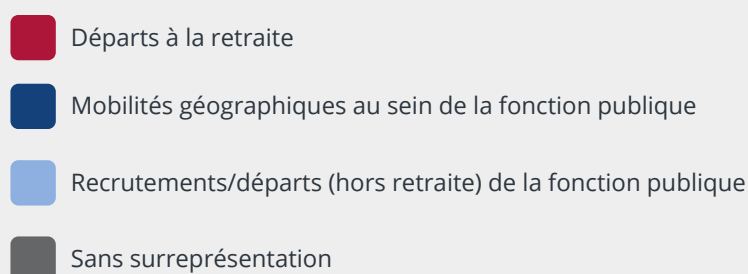 Départs à la retraite
Mobilités géographiques au sein de la fonction publique
Recrutements/départs (hors retraite) de la fonction publique
Sans surreprésentation